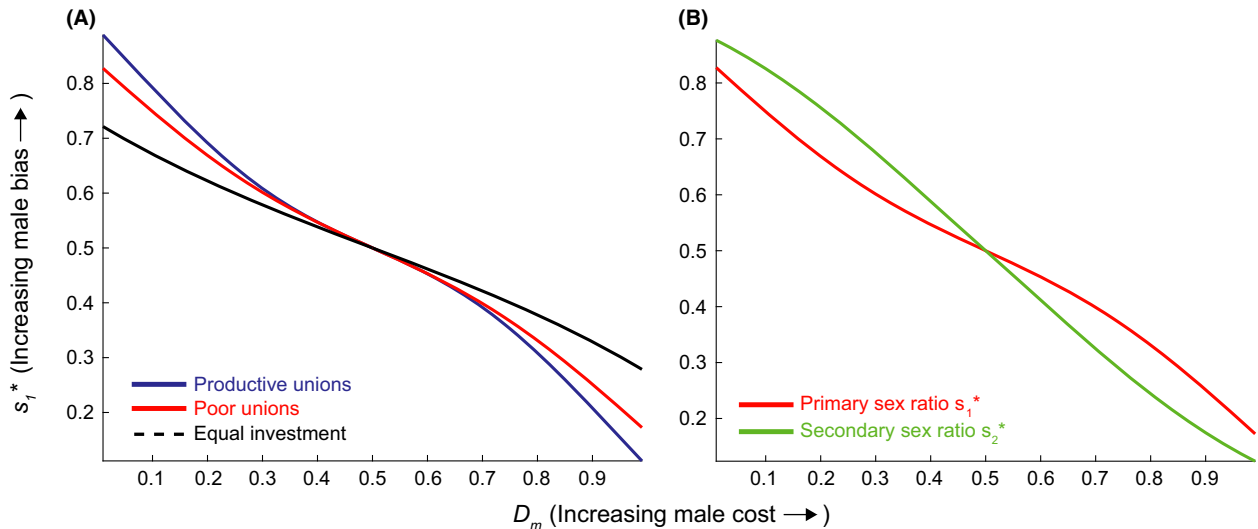 (A)
(B)
s₁* (Increasing male bias ⟶ )
0.8
0.7
0.6
0.5
0.4
0.3
0.2
Productive unions
Poor unions
Equal investment
0.1 0.2 0.3 0.4 0.5 0.6 0.7 0.8 0.9
0.8
0.7
0.6
0.5
0.4
0.3
0.2
Primary sex ratio s₁*
Secondary sex ratio s₂*
0.1 0.2 0.3 0.4 0.5 0.6 0.7 0.8 0.9
Dₘ (Increasing male cost ⟶ )